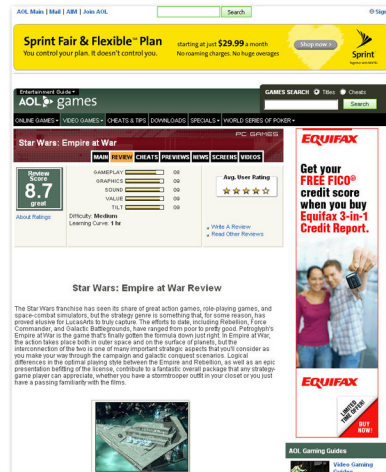 AOL Main | Mail | AIM | Join AOL
Search
Sprint Fair & Flexible™ Plan
You control your plan. It doesn't control you.
starting at just $29.99 a month
No roaming charges. No huge overages
Shop now ›
Sprint
Together with NEXTEL
Entertainment Guide
AOL games
GAMES SEARCH Titles Cheats
Search
ONLINE GAMES VIDEO GAMES CHEATS & TIPS DOWNLOADS SPECIALS WORLD SERIES OF POKER
PC GAMES
Star Wars: Empire at War
MAIN REVIEW CHEATS PREVIEWS NEWS SCREENS VIDEOS
Review Score
8.7
great
About Ratings
GAMEPLAY 09
GRAPHICS 09
SOUND 09
VALUE 09
TILT 09
Difficulty: Medium
Learning Curve: 1 hr
Avg. User Rating
Write A Review
Read Other Reviews
EQUIFAX
Get your
FREE FICO®
credit score
when you buy
Equifax 3-in-1
Credit Report.
EQUIFAX
LIMITED
TIME
OFFER!
BUY
NOW!
Star Wars: Empire at War Review
The Star Wars franchise has seen its share of great action games, role-playing games, and
space-combat simulators, but the strategy genre is something that, for some reason, has
proved elusive for LucasArts to truly capture. The efforts to date, including Rebellion, Force
Commander, and Galactic Battlegrounds, have ranged from poor to pretty good. Petroglyph's
Empire at War is the game that's finally gotten the formula down just right. In Empire at War,
the action takes place both in outer space and on the surface of planets, but the
interconnection of the two is one of many important strategic aspects that you'll consider as
you make your way through the campaign and galactic conquest scenarios. Logical
differences in the optimal playing style between the Empire and Rebellion, as well as an epic
presentation befitting of the license, contribute to a fantastic overall package that any strategy-
game player can appreciate, whether you have a stormtrooper outfit in your closet or you just
have a passing familiarity with the films.
AOL Gaming Guides
Video Gaming